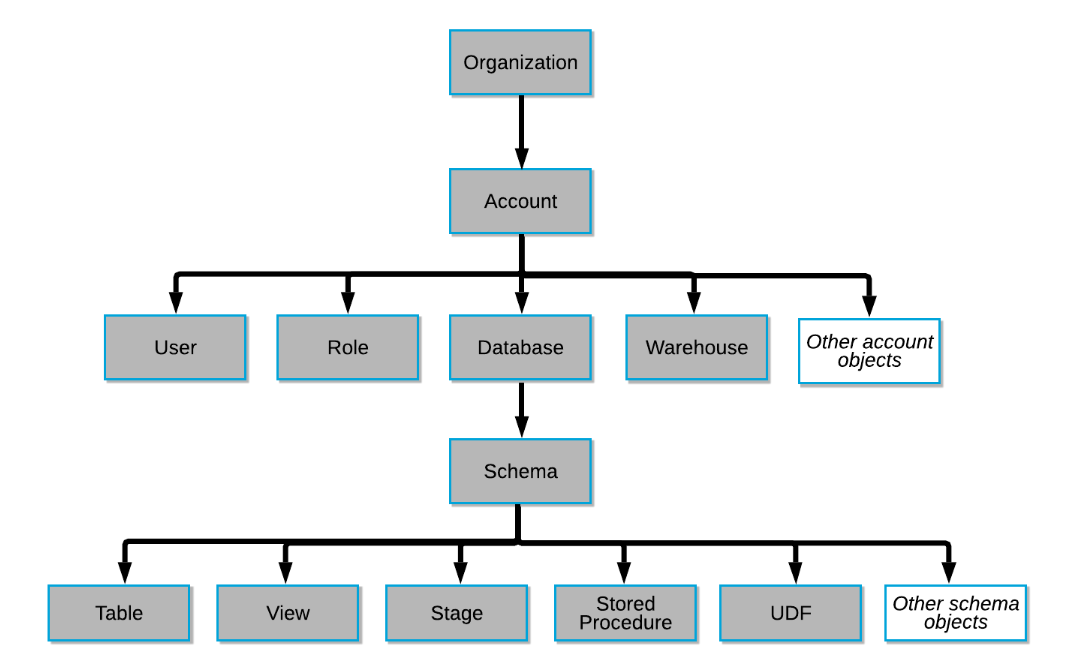 Organization
Account
User
Role
Database
Warehouse
Other account
objects
Schema
Table
View
Stage
Stored
Procedure
UDF
Other schema
objects